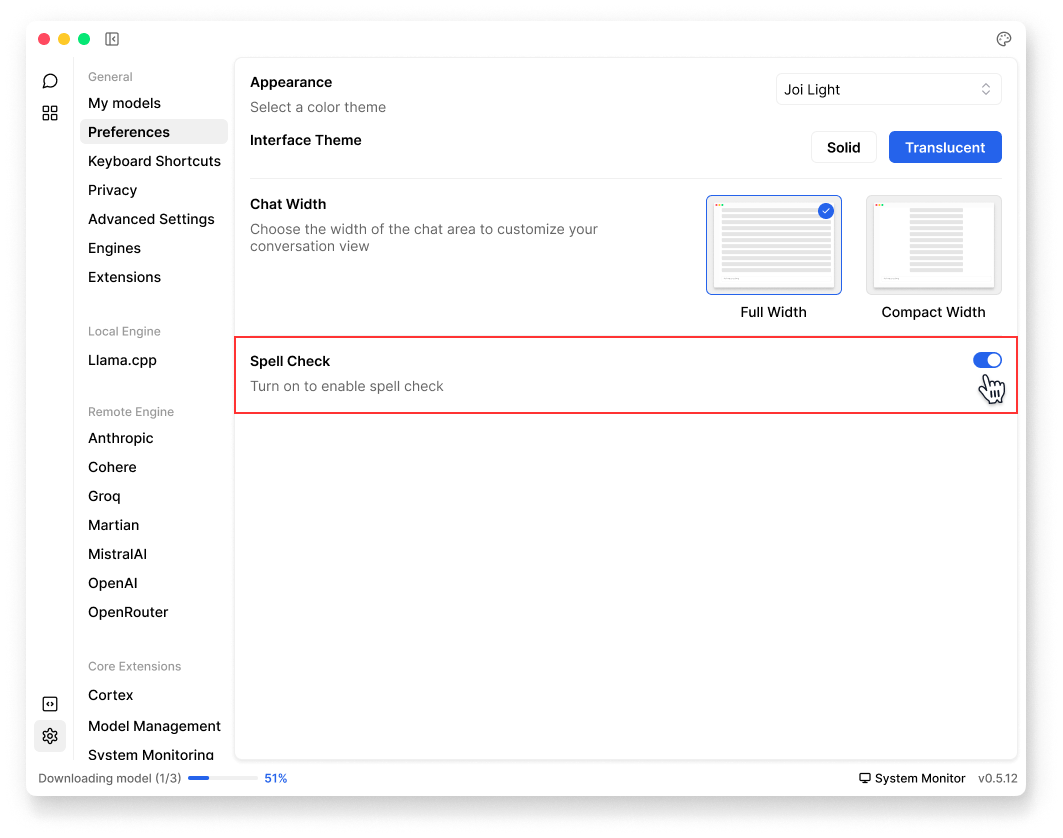 General
My models
Preferences
Keyboard Shortcuts
Privacy
Advanced Settings
Engines
Extensions
Local Engine
Llama.cpp
Remote Engine
Anthropic
Cohere
Groq
Martian
MistralAI
OpenAI
OpenRouter
Core Extensions
Cortex
Model Management
System Monitoring
Appearance
Joi Light
Select a color theme
Interface Theme
Solid
Translucent
Chat Width
Choose the width of the chat area to customize your
conversation view
Full Width
Compact Width
Spell Check
Turn on to enable spell check
Downloading model (1/3)
51%
System Monitor
v0.5.12